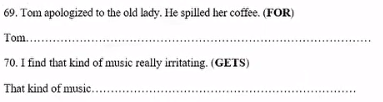 69. Tom apologized to the old lady. He spilled her coffee. (FOR)
Tom……………………………………………………………………………………
70. I find that kind of music really irritating. (GETS)
That kind of music…………………………………………………………………